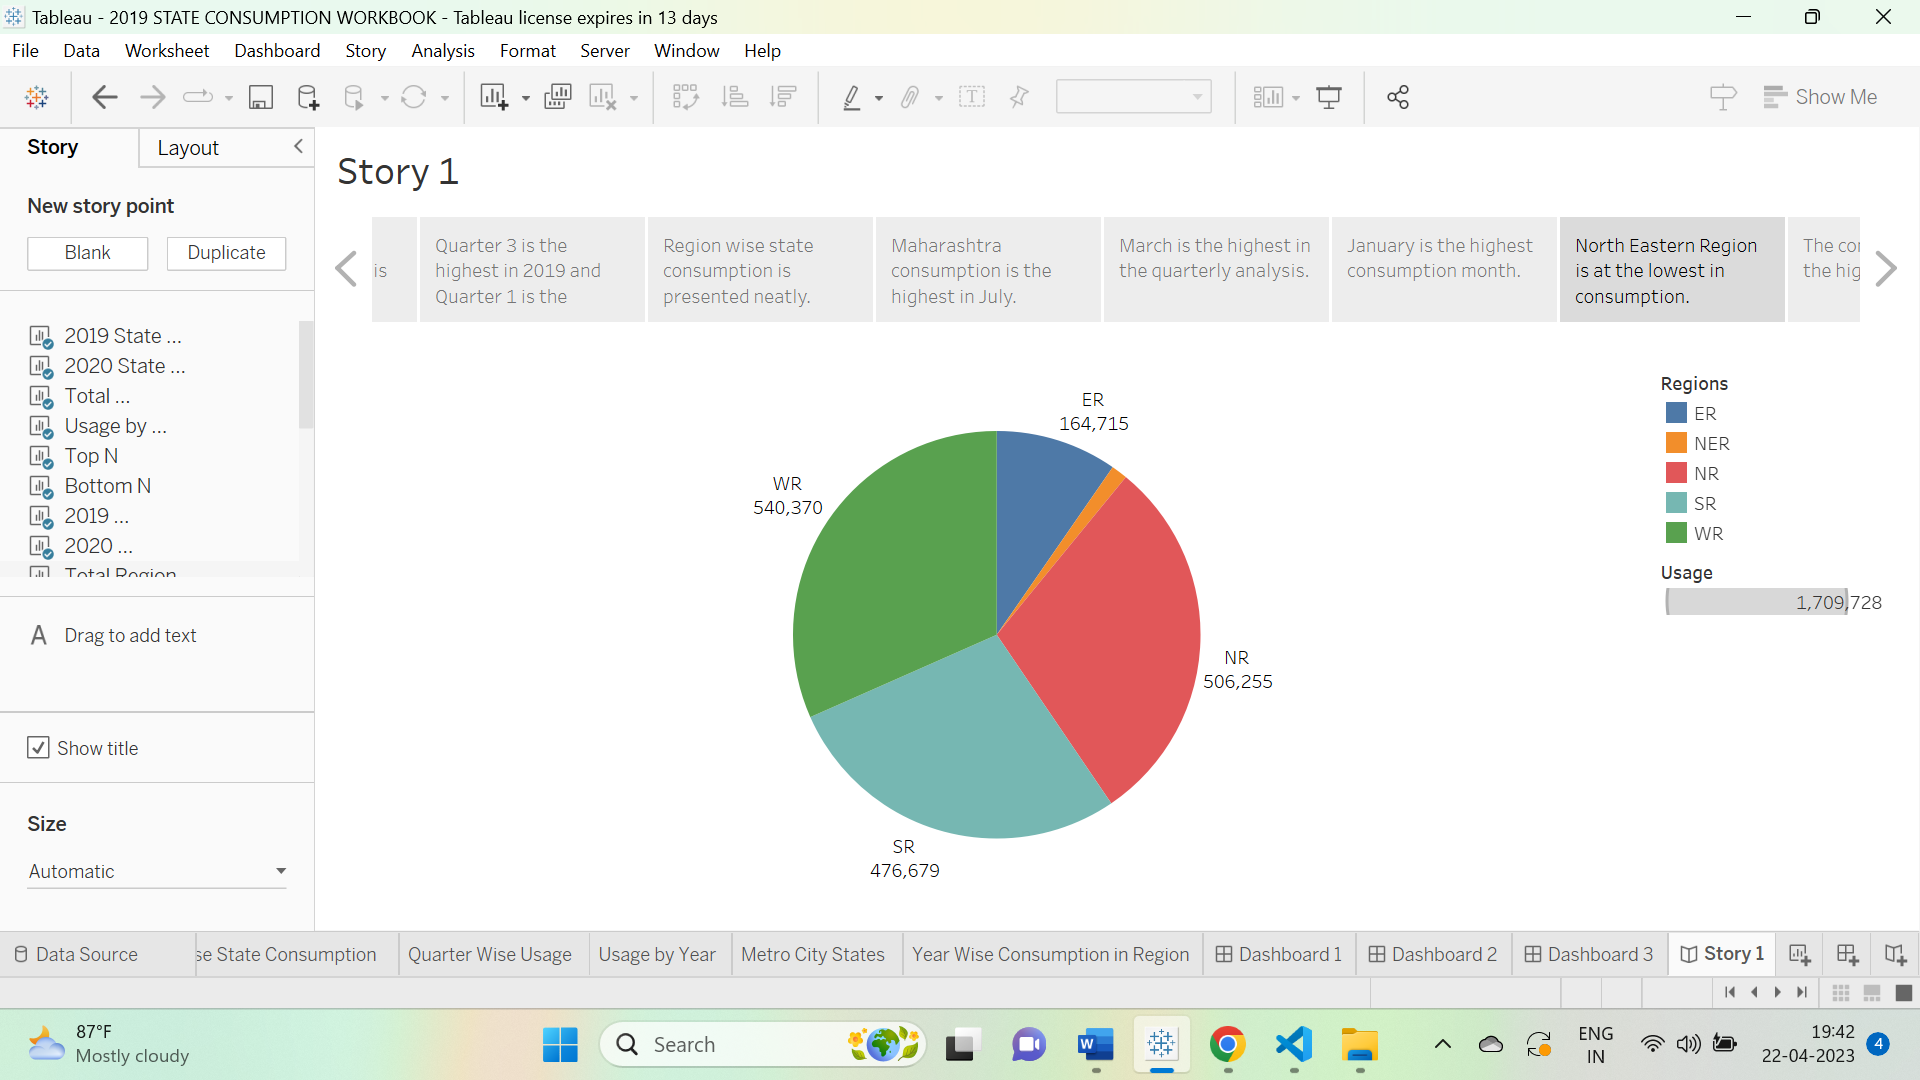 Tableau - 2019 STATE CONSUMPTION WORKBOOK - Tableau license expires in 13 days
File Data Worksheet Dashboard Story Analysis Format Server Window Help
Show Me
Story Layout
New story point
Blank Duplicate
2019 State ...
2020 State ...
Total ...
Usage by ...
Top N
Bottom N
2019 ...
2020 ...
Total Region
A Drag to add text
Show title
Size
Automatic
Story 1
is
Quarter 3 is the
highest in 2019 and
Quarter 1 is the
Region wise state
consumption is
presented neatly.
Maharashtra
consumption is the
highest in July.
March is the highest in
the quarterly analysis.
January is the highest
consumption month.
North Eastern Region
is at the lowest in
consumption.
The cor
the hig
ER
164,715
WR
540,370
NR
506,255
SR
476,679
Regions
ER
NER
NR
SR
WR
Usage
1,709,728
Data Source se State Consumption Quarter Wise Usage Usage by Year Metro City States Year Wise Consumption in Region Dashboard 1 Dashboard 2 Dashboard 3 Story 1
87°F
Mostly cloudy
Search
ENG
IN
19:42
22-04-2023
4